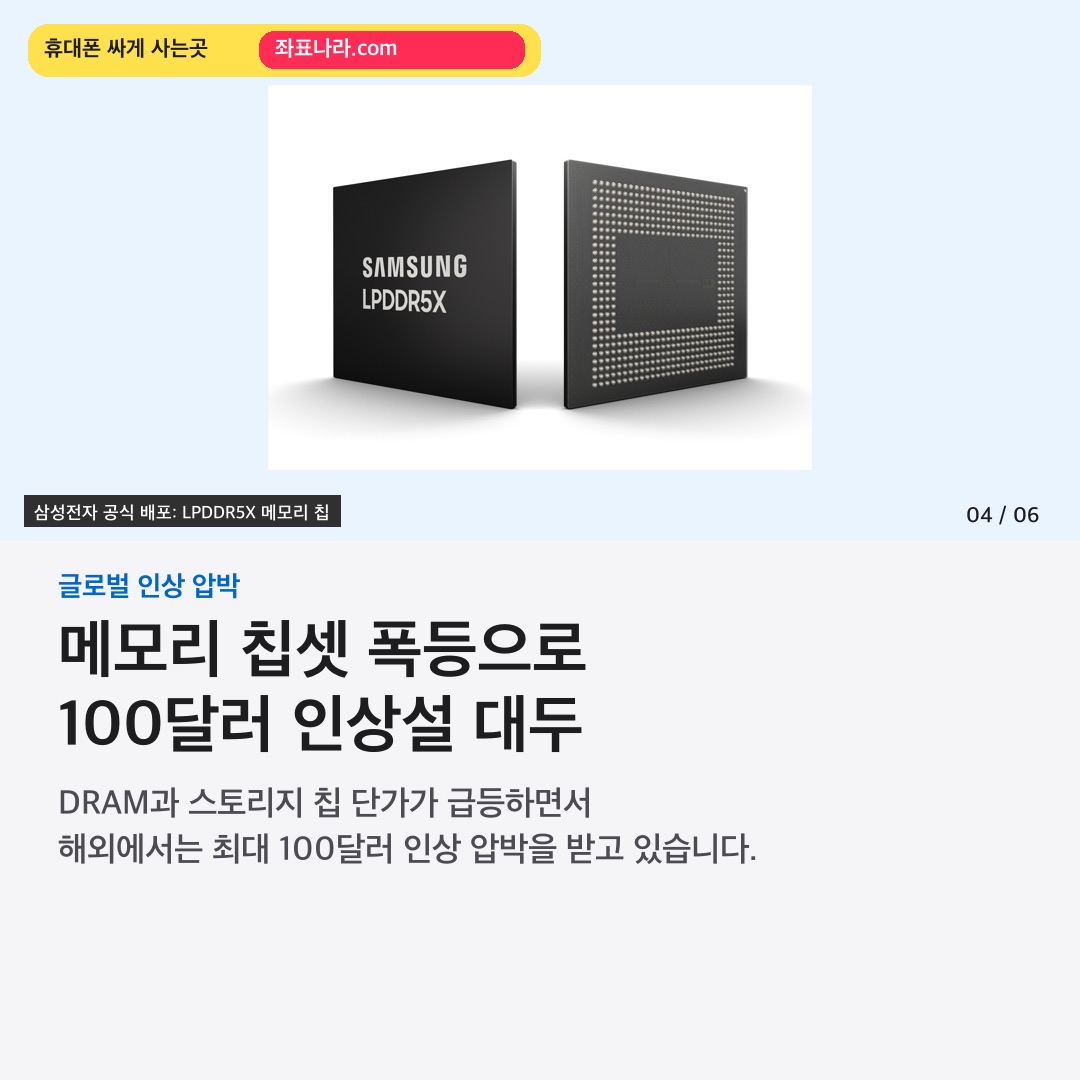 휴대폰 싸게 사는곳 좌표나라.com
SAMSUNG
LPDDR5X
삼성전자 공식 배포: LPDDR5X 메모리 칩
04 / 06
글로벌 인상 압박
메모리 칩셋 폭등으로
100달러 인상설 대두
DRAM과 스토리지 칩 단가가 급등하면서
해외에서는 최대 100달러 인상 압박을 받고 있습니다.